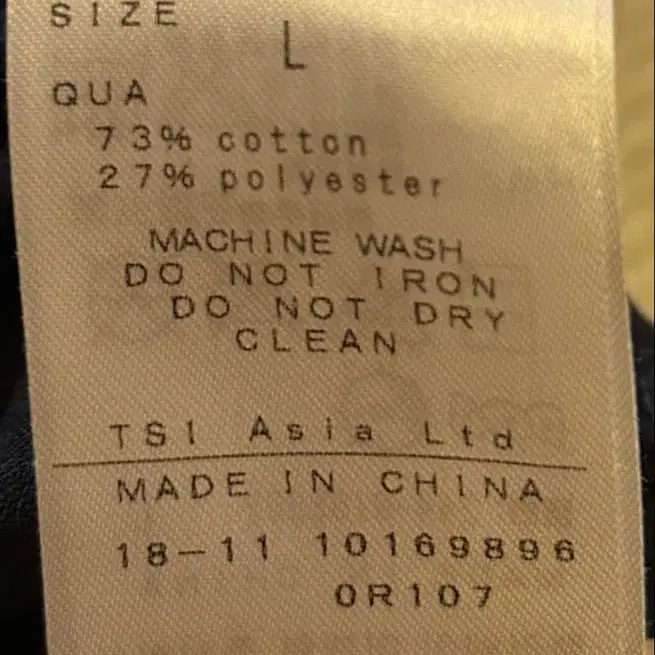 SIZE
L
QUA
73% cotton
27% polyester
MACHINE WASH
DO NOT IRON
DO NOT DRY
CLEAN
TSI Asia Ltd
MADE IN CHINA
18-11 10169896
0R107